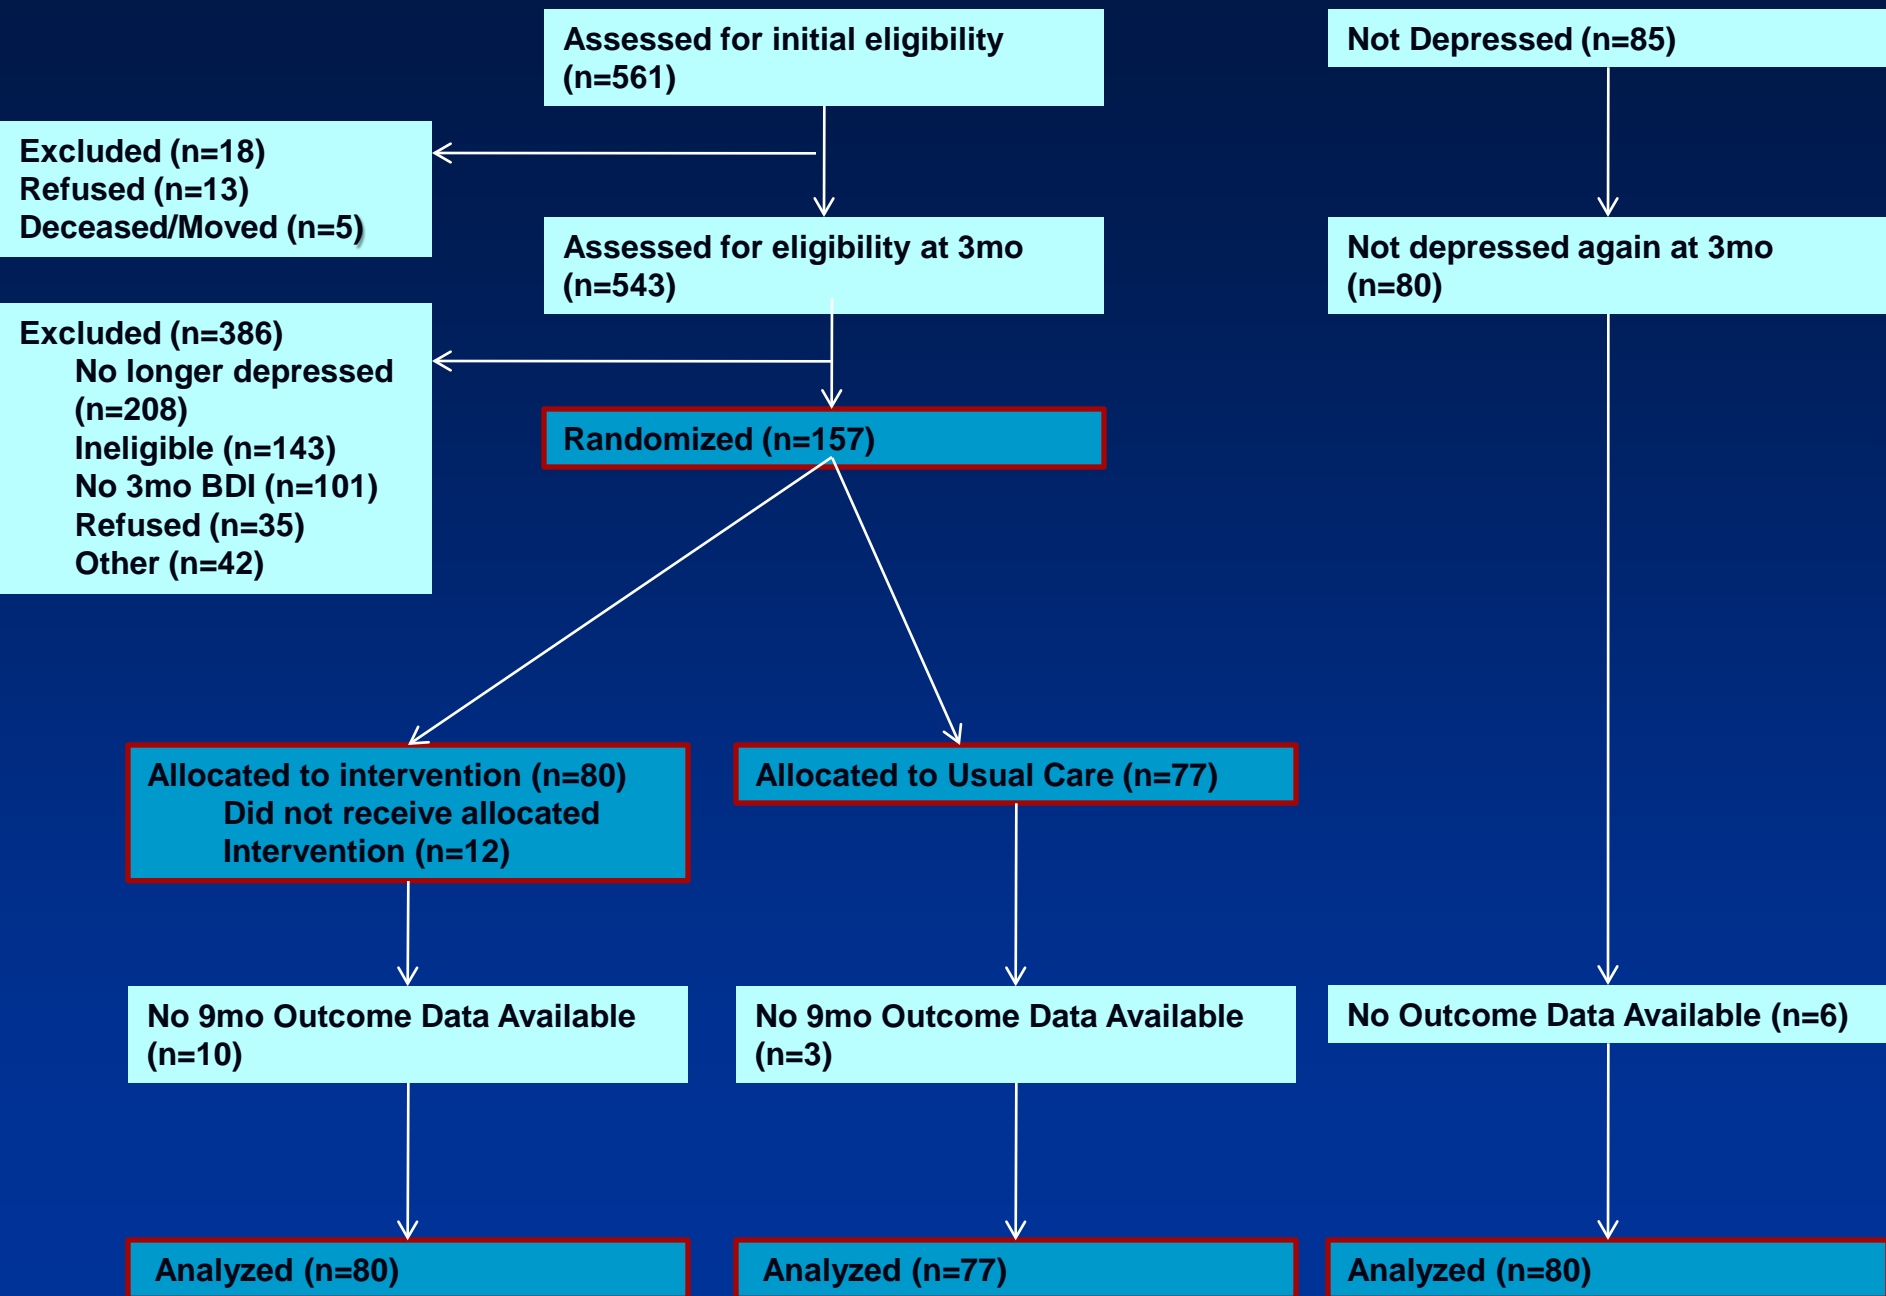 Assessed for initial eligibility
(n=561)
Not Depressed (n=85)
Excluded (n=18)
Refused (n=13)
Deceased/Moved (n=5)
Assessed for eligibility at 3mo
(n=543)
Not depressed again at 3mo
(n=80)
Excluded (n=386)
No longer depressed
(n=208)
Ineligible (n=143)
No 3mo BDI (n=101)
Refused (n=35)
Other (n=42)
Randomized (n=157)
Allocated to intervention (n=80)
Did not receive allocated
Intervention (n=12)
Allocated to Usual Care (n=77)
No 9mo Outcome Data Available
(n=10)
No 9mo Outcome Data Available
(n=3)
No Outcome Data Available (n=6)
Analyzed (n=80)
Analyzed (n=77)
Analyzed (n=80)